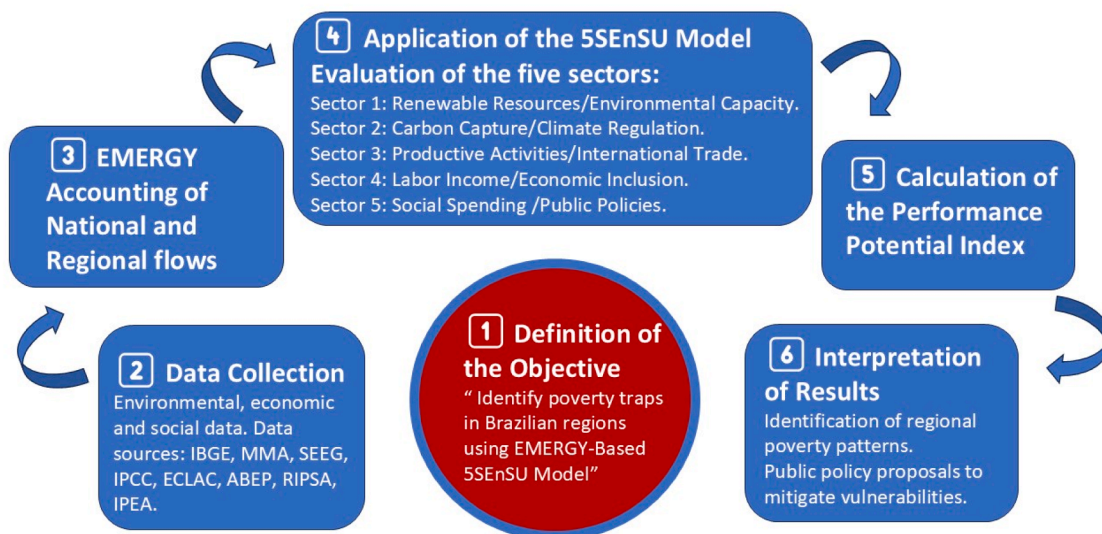 1 Definition of
the Objective
“ Identify poverty traps
in Brazilian regions
using EMERGY-Based
5SEnSU Model”
2 Data Collection
Environmental, economic
and social data. Data
sources: IBGE, MMA, SEEG,
IPCC, ECLAC, ABEP, RIPSA,
IPEA.
3 EMERGY
Accounting of
National and
Regional flows
4 Application of the 5SEnSU Model
Evaluation of the five sectors:
Sector 1: Renewable Resources/Environmental Capacity.
Sector 2: Carbon Capture/Climate Regulation.
Sector 3: Productive Activities/International Trade.
Sector 4: Labor Income/Economic Inclusion.
Sector 5: Social Spending /Public Policies.
5 Calculation of
the Performance
Potential Index
6 Interpretation
of Results
Identification of regional
poverty patterns.
Public policy proposals to
mitigate vulnerabilities.